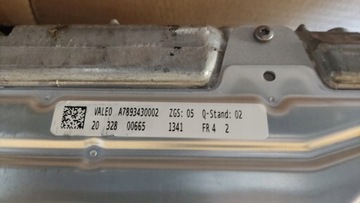 VALEO A7893430002 ZGS: 05 Q-Stand: 02
20 328 00665 1341 FR 4 2